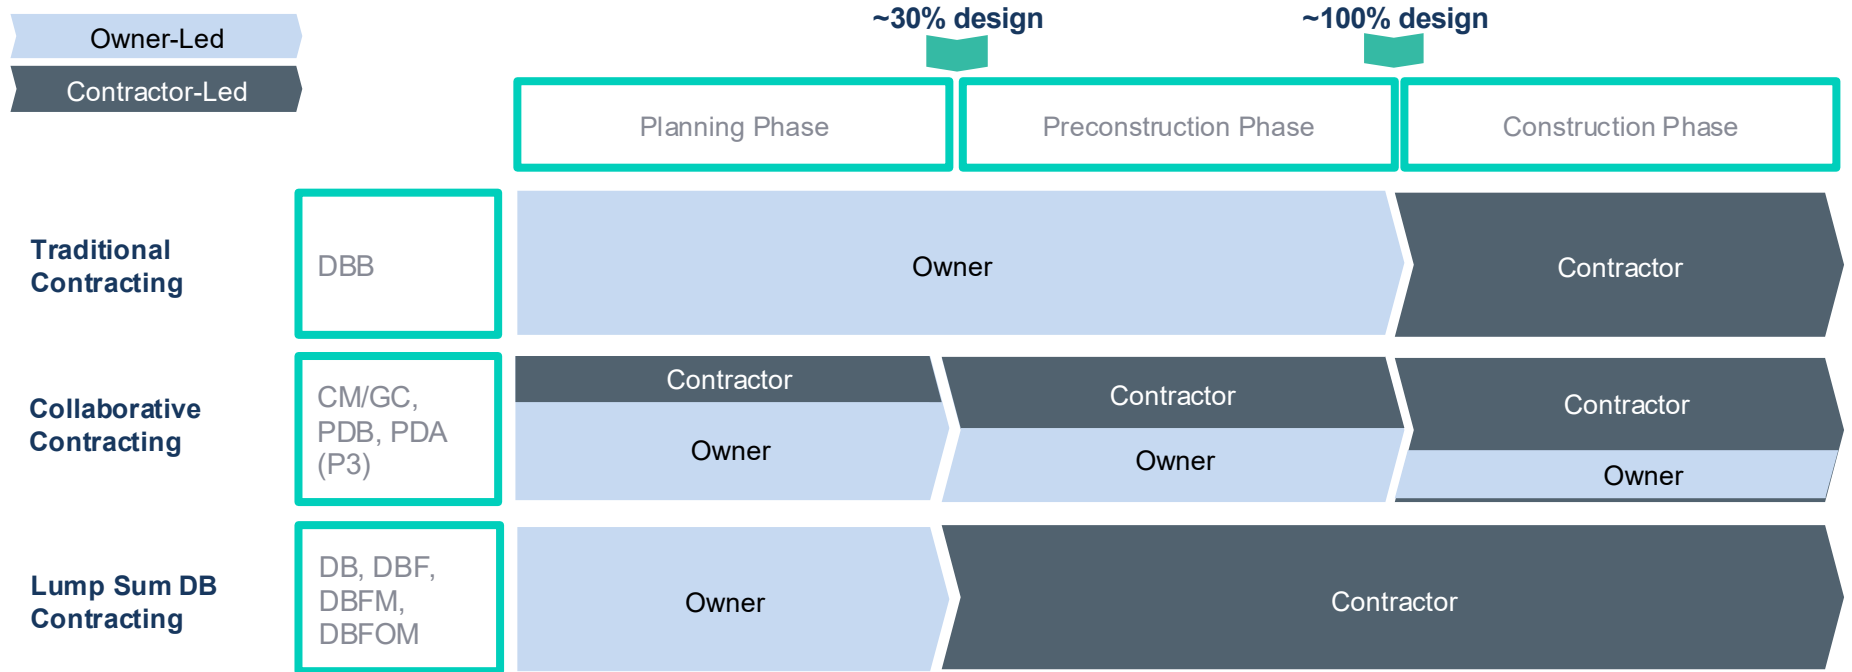 ~30% design
~100% design
Owner-Led
Contractor-Led
Planning Phase
Preconstruction Phase
Construction Phase
Traditional
Contracting
DBB
Owner
Contractor
Collaborative
Contracting
CM/GC,
PDB, PDA
(P3)
Contractor
Owner
Contractor
Owner
Contractor
Owner
Lump Sum DB
Contracting
DB, DBF,
DBFM,
DBFOM
Owner
Contractor